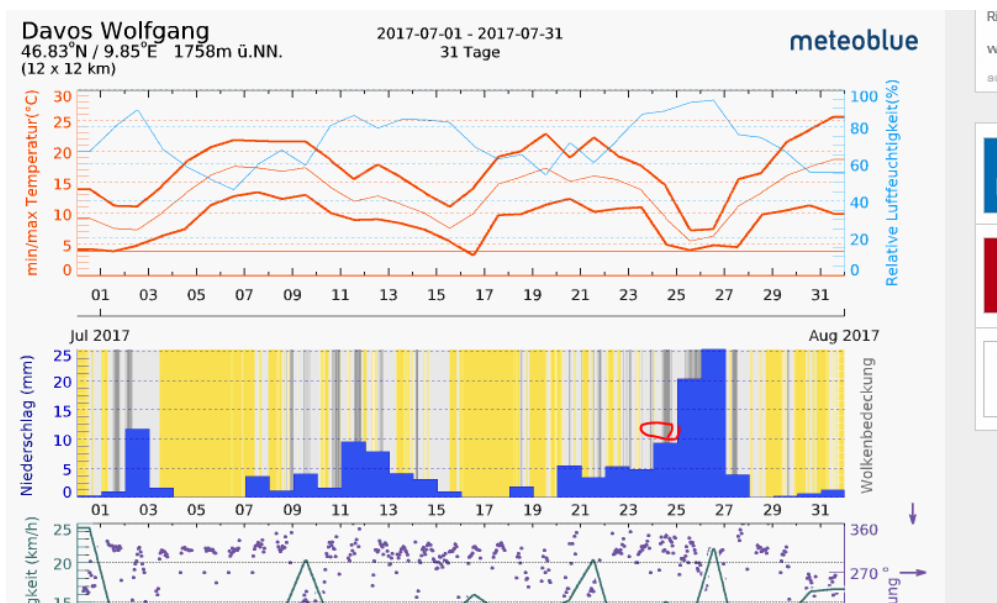 Davos Wolfgang
46.83°N / 9.85°E 1758m ü.NN.
(12 x 12 km)
2017-07-01 - 2017-07-31
31 Tage
meteoblue
min/max Temperatur(°C)
30
25
20
15
10
5
0
Relative Luftfeuchtigkeit(%)
100
80
60
40
20
0
01 03 05 07 09 11 13 15 17 19 21 23 25 27 29 31
Jul 2017
Aug 2017
Niederschlag (mm)
25
20
15
10
5
0
Wolkenbedeckung
01 03 05 07 09 11 13 15 17 19 21 23 25 27 29 31
(km/h)
25
20
15
360
270
°